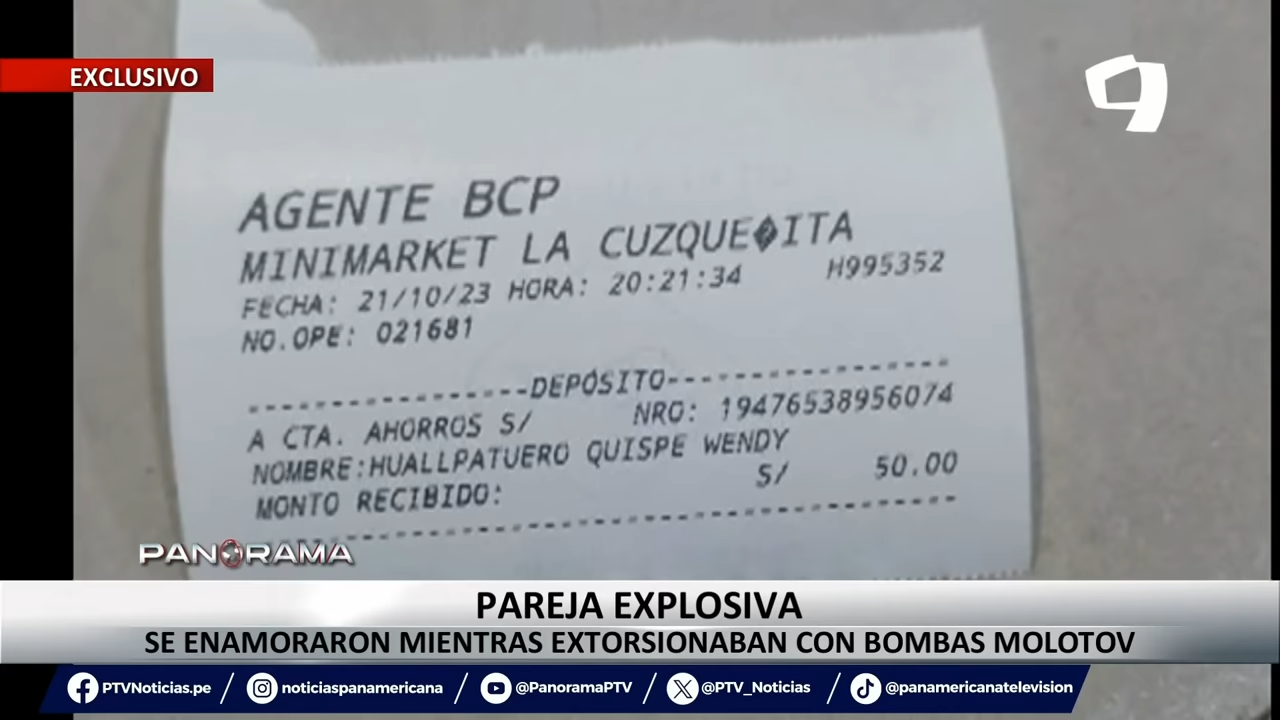 EXCLUSIVO
AGENTE BCP
MINIMARKET LA CUZQUE�ITA
FECHA: 21/10/23 HORA: 20:21:34 H995352
NO.OPE: 021681
----------------DEPÓSITO----------------
A CTA. AHORROS S/ NRO: 19476538956074
NOMBRE:HUALLPATUERO QUISPE WENDY
MONTO RECIBIDO: S/ 50.00
PANORAMA
PAREJA EXPLOSIVA
SE ENAMORARON MIENTRAS EXTORSIONABAN CON BOMBAS MOLOTOV
PTVNoticias.pe / noticiaspanamericana / @PanoramaPTV / @PTV_Noticias / @panamericanatelevision